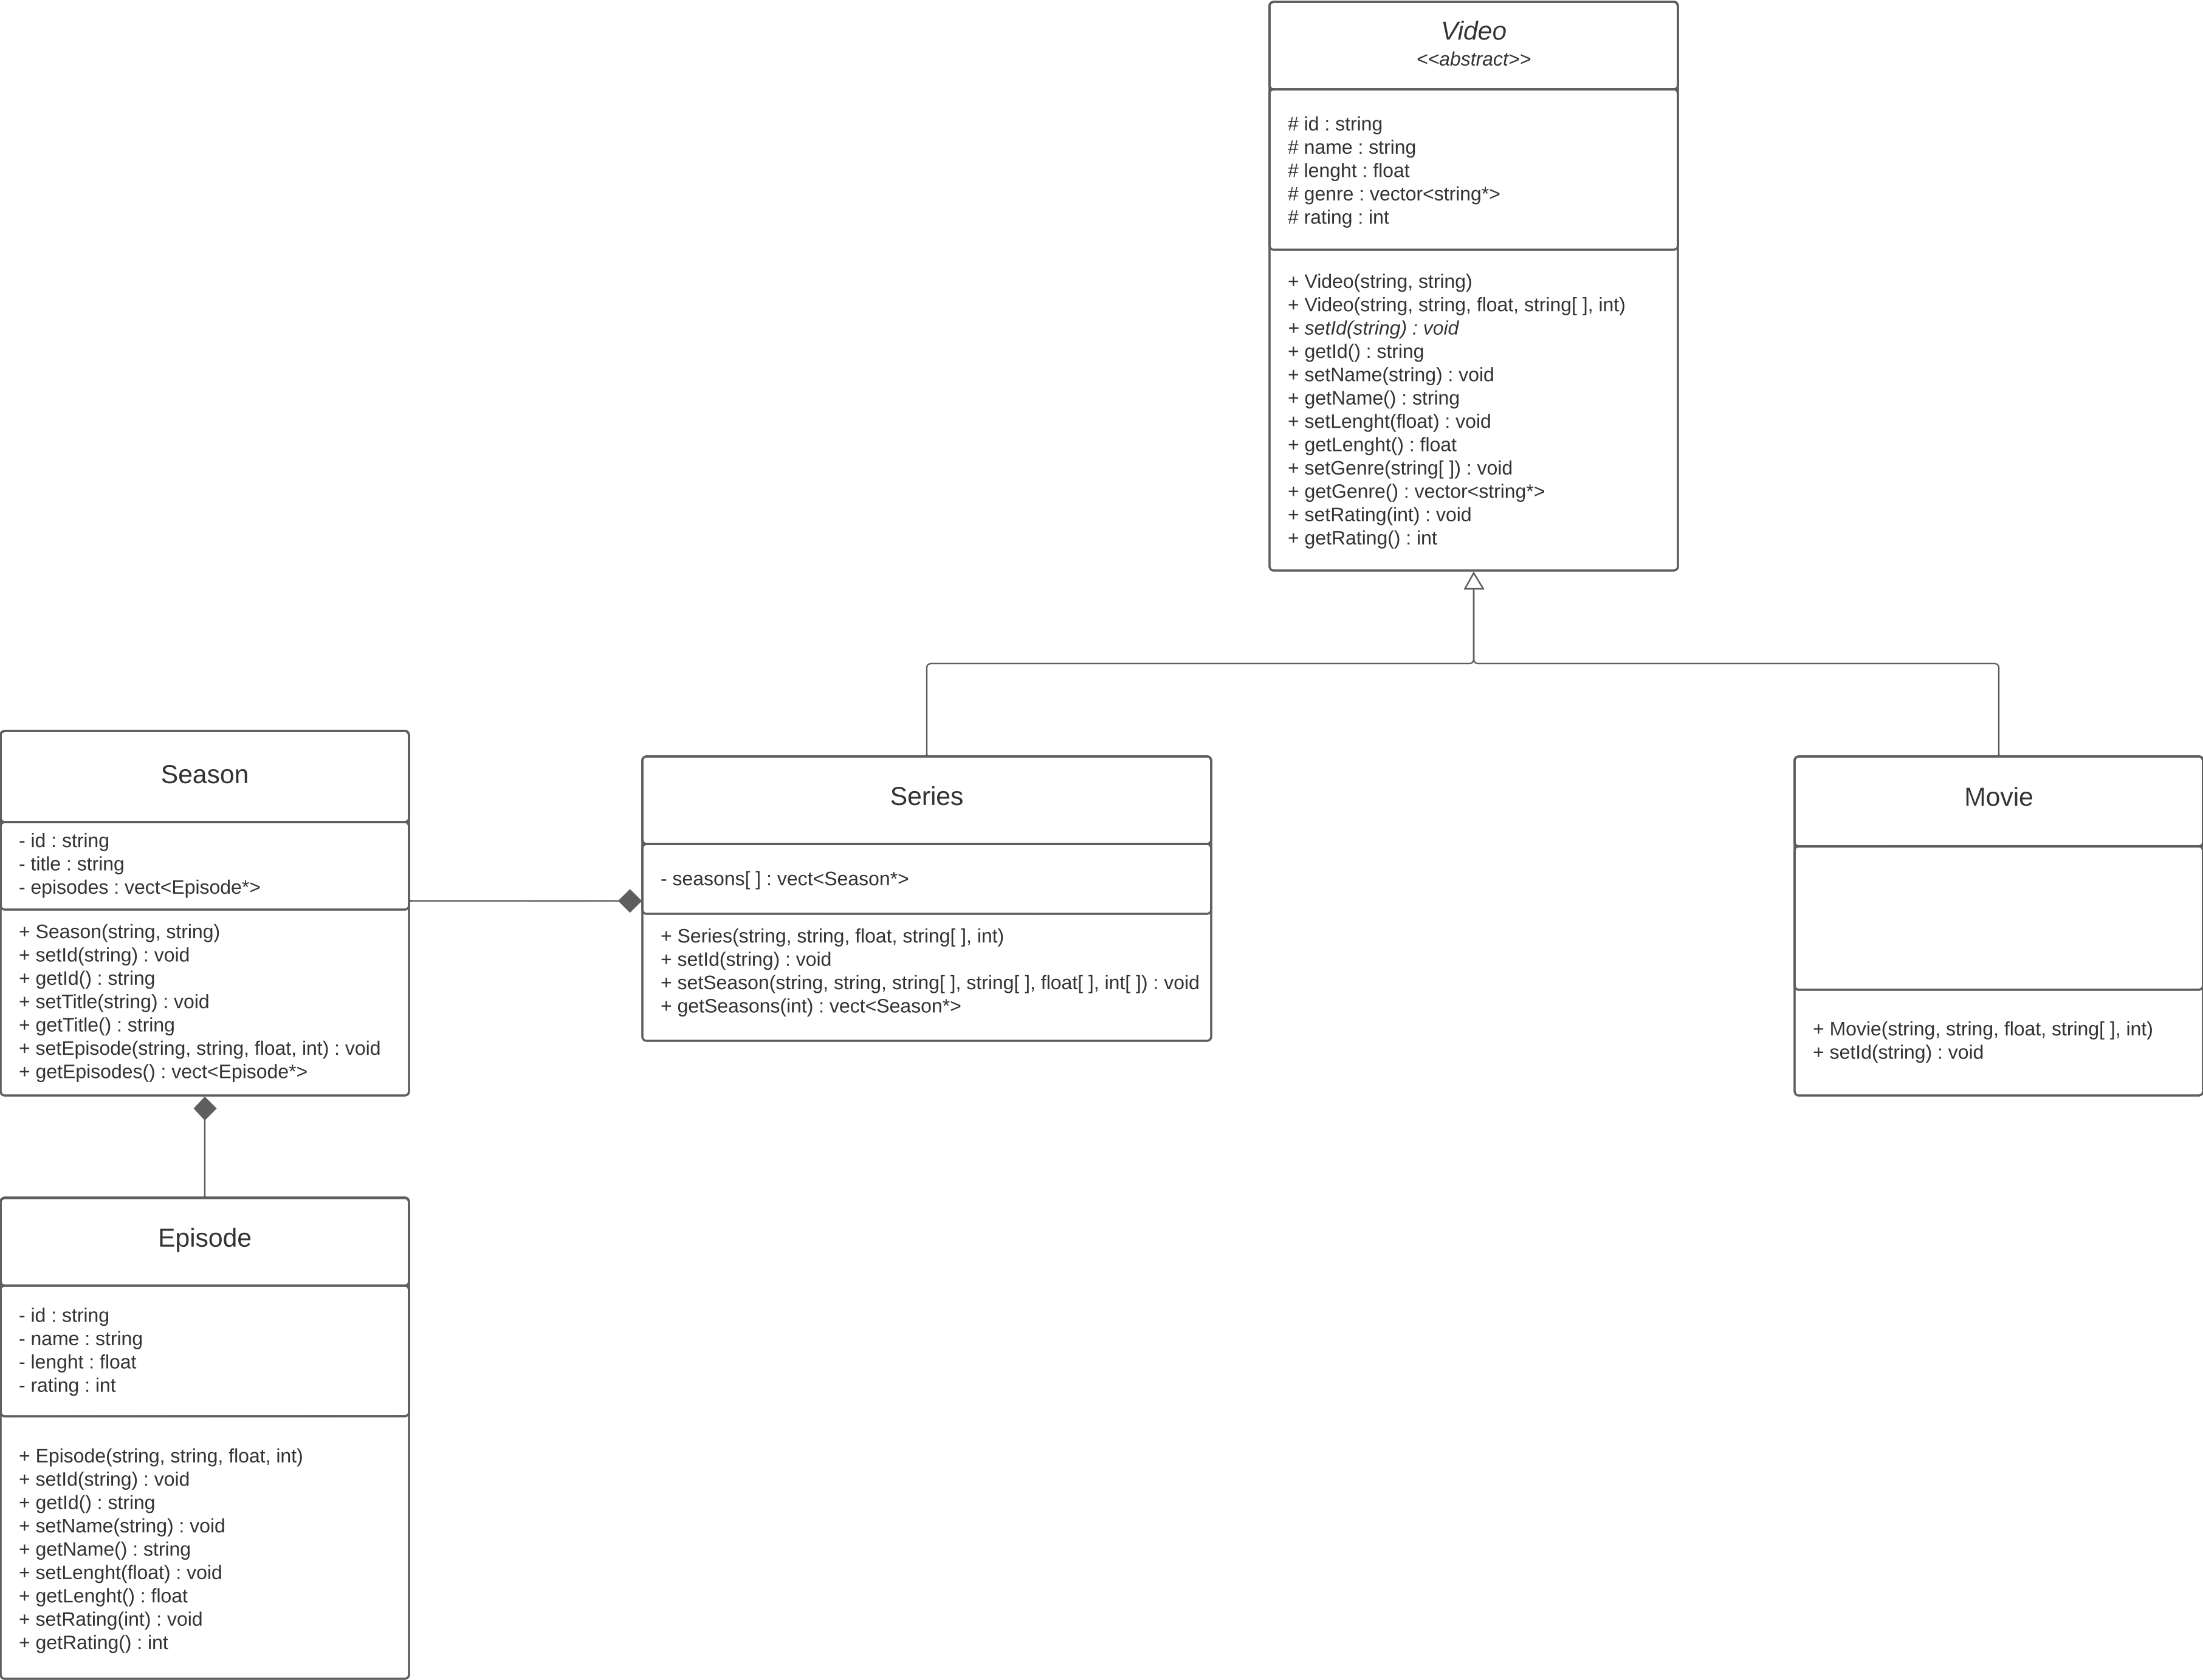 Video
<<abstract>>
# id : string
# name : string
# lenght : float
# genre : vector<string*>
# rating : int
+ Video(string, string)
+ Video(string, string, float, string[ ], int)
+ setId(string) : void
+ getId() : string
+ setName(string) : void
+ getName() : string
+ setLenght(float) : void
+ getLenght() : float
+ setGenre(string[ ]) : void
+ getGenre() : vector<string*>
+ setRating(int) : void
+ getRating() : int
Season
- id : string
- title : string
- episodes : vect<Episode*>
+ Season(string, string)
+ setId(string) : void
+ getId() : string
+ setTitle(string) : void
+ getTitle() : string
+ setEpisode(string, string, float, int) : void
+ getEpisodes() : vect<Episode*>
Series
- seasons[ ] : vect<Season*>
+ Series(string, string, float, string[ ], int)
+ setId(string) : void
+ setSeason(string, string, string[ ], string[ ], float[ ], int[ ]) : void
+ getSeasons(int) : vect<Season*>
Movie
+ Movie(string, string, float, string[ ], int)
+ setId(string) : void
Episode
- id : string
- name : string
- lenght : float
- rating : int
+ Episode(string, string, float, int)
+ setId(string) : void
+ getId() : string
+ setName(string) : void
+ getName() : string
+ setLenght(float) : void
+ getLenght() : float
+ setRating(int) : void
+ getRating() : int